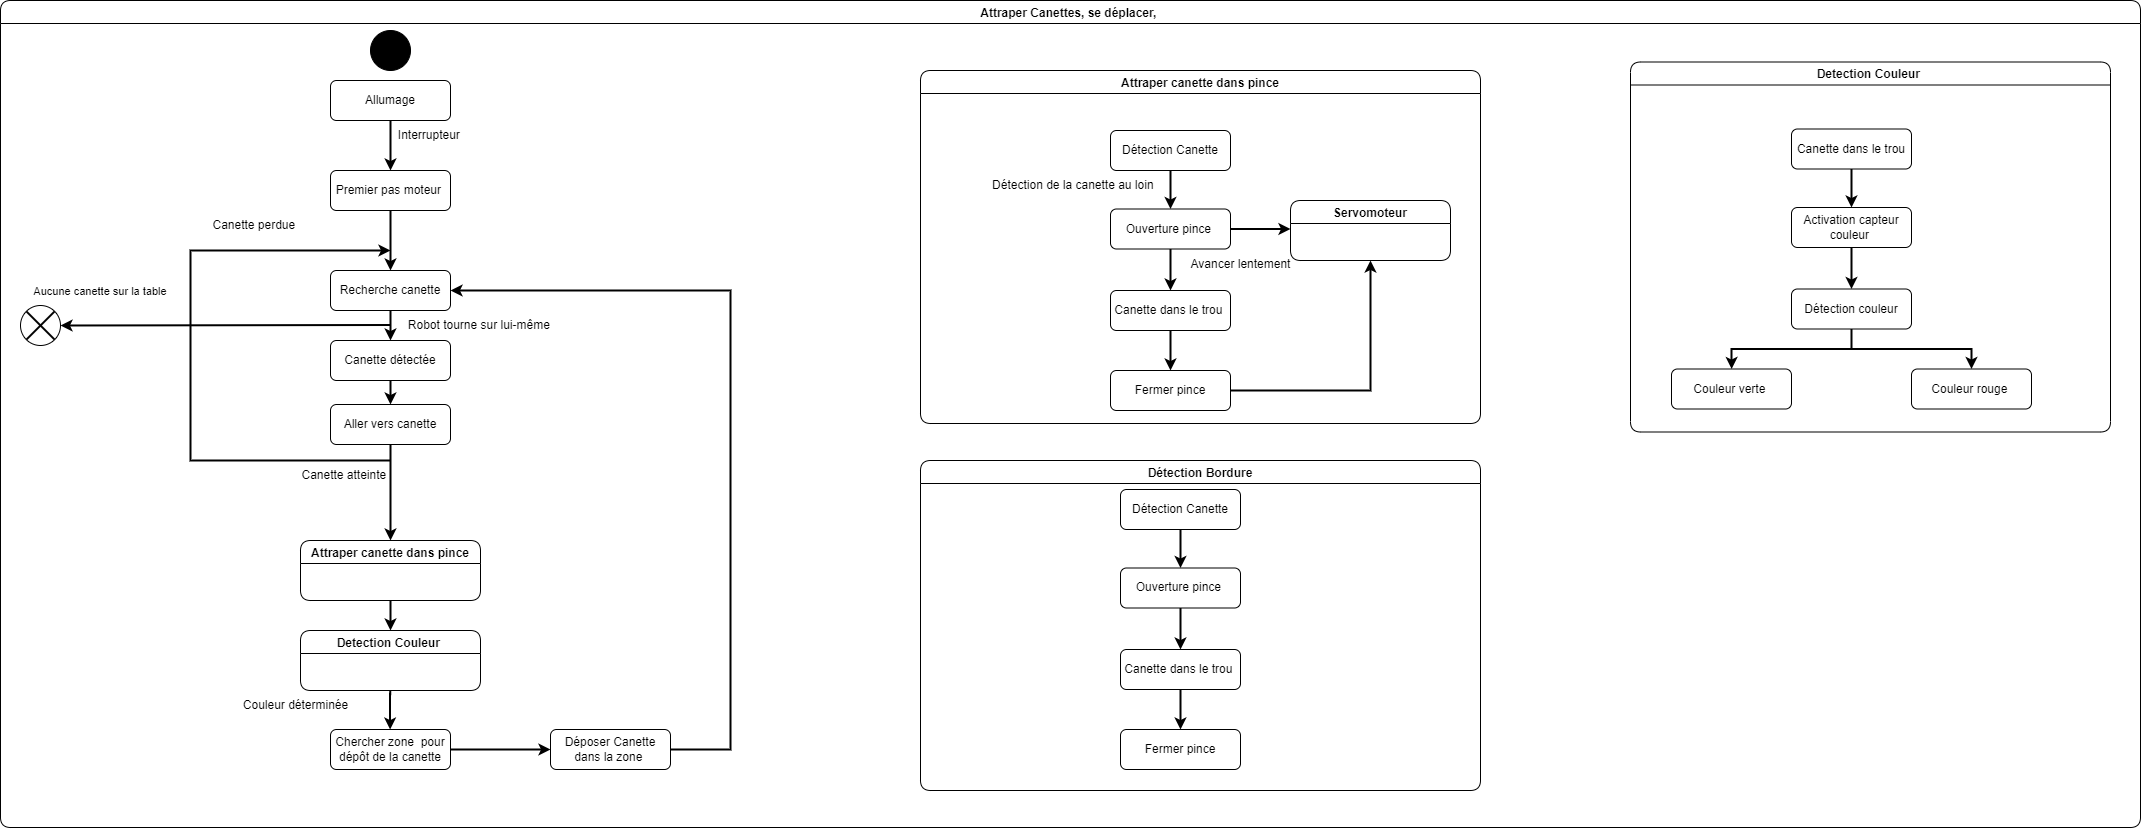 Attraper Canettes, se déplacer,
Allumage
Interrupteur
Premier pas moteur
Canette perdue
Recherche canette
Aucune canette sur la table
Robot tourne sur lui-même
Canette détectée
Aller vers canette
Canette atteinte
Attraper canette dans pince
Detection Couleur
Couleur déterminée
Chercher zone  pour
dépôt de la canette
Déposer Canette
dans la zone
Attraper canette dans pince
Détection Canette
Détection de la canette au loin
Ouverture pince
Servomoteur
Avancer lentement
Canette dans le trou
Fermer pince
Détection Bordure
Détection Canette
Ouverture pince
Canette dans le trou
Fermer pince
Detection Couleur
Canette dans le trou
Activation capteur
couleur
Détection couleur
Couleur verte
Couleur rouge